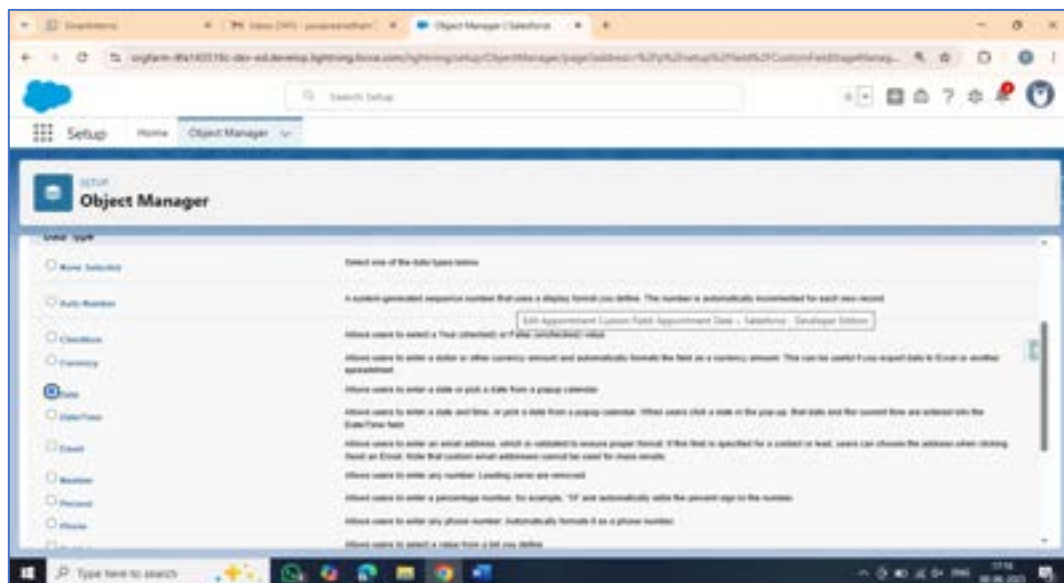 Object Manager | Salesforce
Search Setup
Setup Home Object Manager
SETUP
Object Manager
Data Type
None Selected Select one of the data types below.
Auto Number A system-generated sequence number that uses a display format you define. The number is automatically incremented for each new record.
Edit Appointment Custom Field: Appointment Date ~ Salesforce - Developer Edition
Checkbox Allows users to select a True (checked) or False (unchecked) value.
Currency Allows users to enter a dollar or other currency amount and automatically formats the field as a currency amount. This can be useful if you export data to Excel or another
spreadsheet.
Date Allows users to enter a date or pick a date from a popup calendar.
Date/Time Allows users to enter a date and time, or pick a date from a popup calendar. When users click a date in the pop-up, that date and the current time are entered into the
Date/Time field.
Email Allows users to enter an email address, which is validated to ensure proper format. If this field is specified for a contact or lead, users can choose the address when clicking
Send an Email. Note that custom email addresses cannot be used for mass emails.
Number Allows users to enter any number. Leading zeros are removed.
Percent Allows users to enter a percentage number, for example, '10' and automatically adds the percent sign to the number.
Phone Allows users to enter any phone number. Automatically formats it as a phone number.
Allows users to select a value from a list you define.
Type here to search